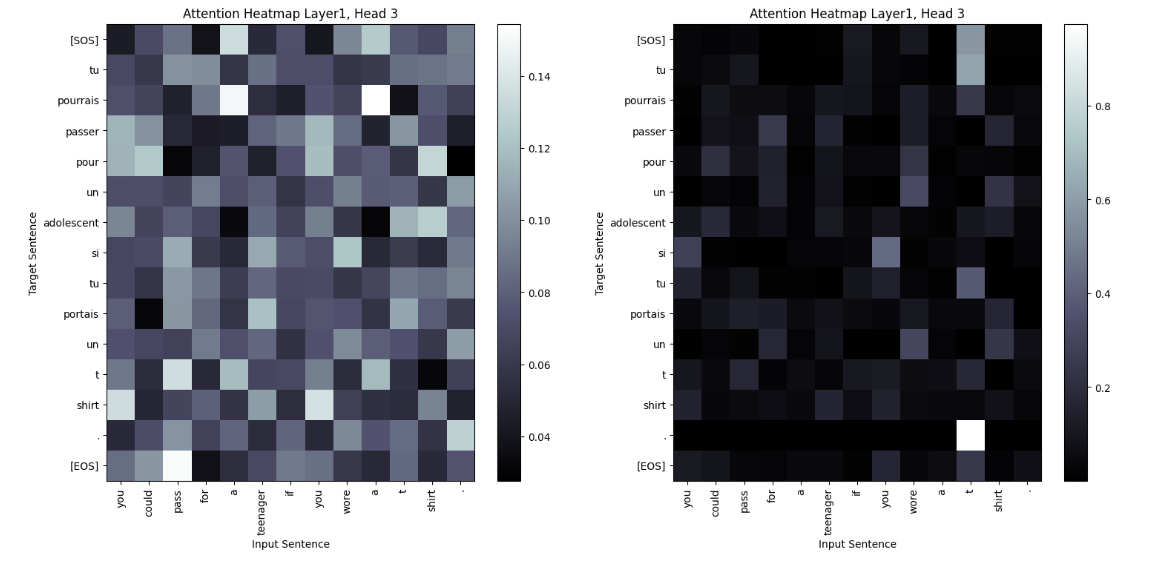 Attention Heatmap Layer1, Head 3
Target Sentence
[SOS]
tu
pourrais
passer
pour
un
adolescent
si
tu
portais
un
t
shirt
.
[EOS]
you
could
pass
for
a
teenager
if
you
wore
a
t
shirt
.
Input Sentence
0.14
0.12
0.10
0.08
0.06
0.04
Attention Heatmap Layer1, Head 3
Target Sentence
[SOS]
tu
pourrais
passer
pour
un
adolescent
si
tu
portais
un
t
shirt
.
[EOS]
you
could
pass
for
a
teenager
if
you
wore
a
t
shirt
.
Input Sentence
0.8
0.6
0.4
0.2